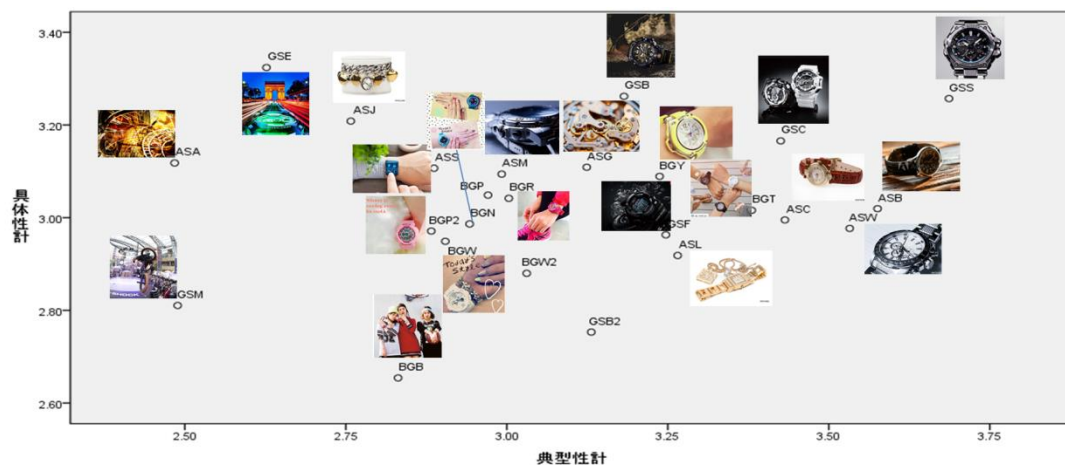 3.40
3.20
3.00
2.80
2.60
具体性計
GSE
ASJ
GSB
GSS
ASA
ASS
ASM
ASG
GSC
BGP
BGR
BGY
BGT
ASB
BGP2
BGN
GSF
ASC
ASW
BGW
ASL
TODAY'S
BGW2
GSM
GSB2
BGB
2.50
2.75
3.00
3.25
3.50
3.75
典型性計